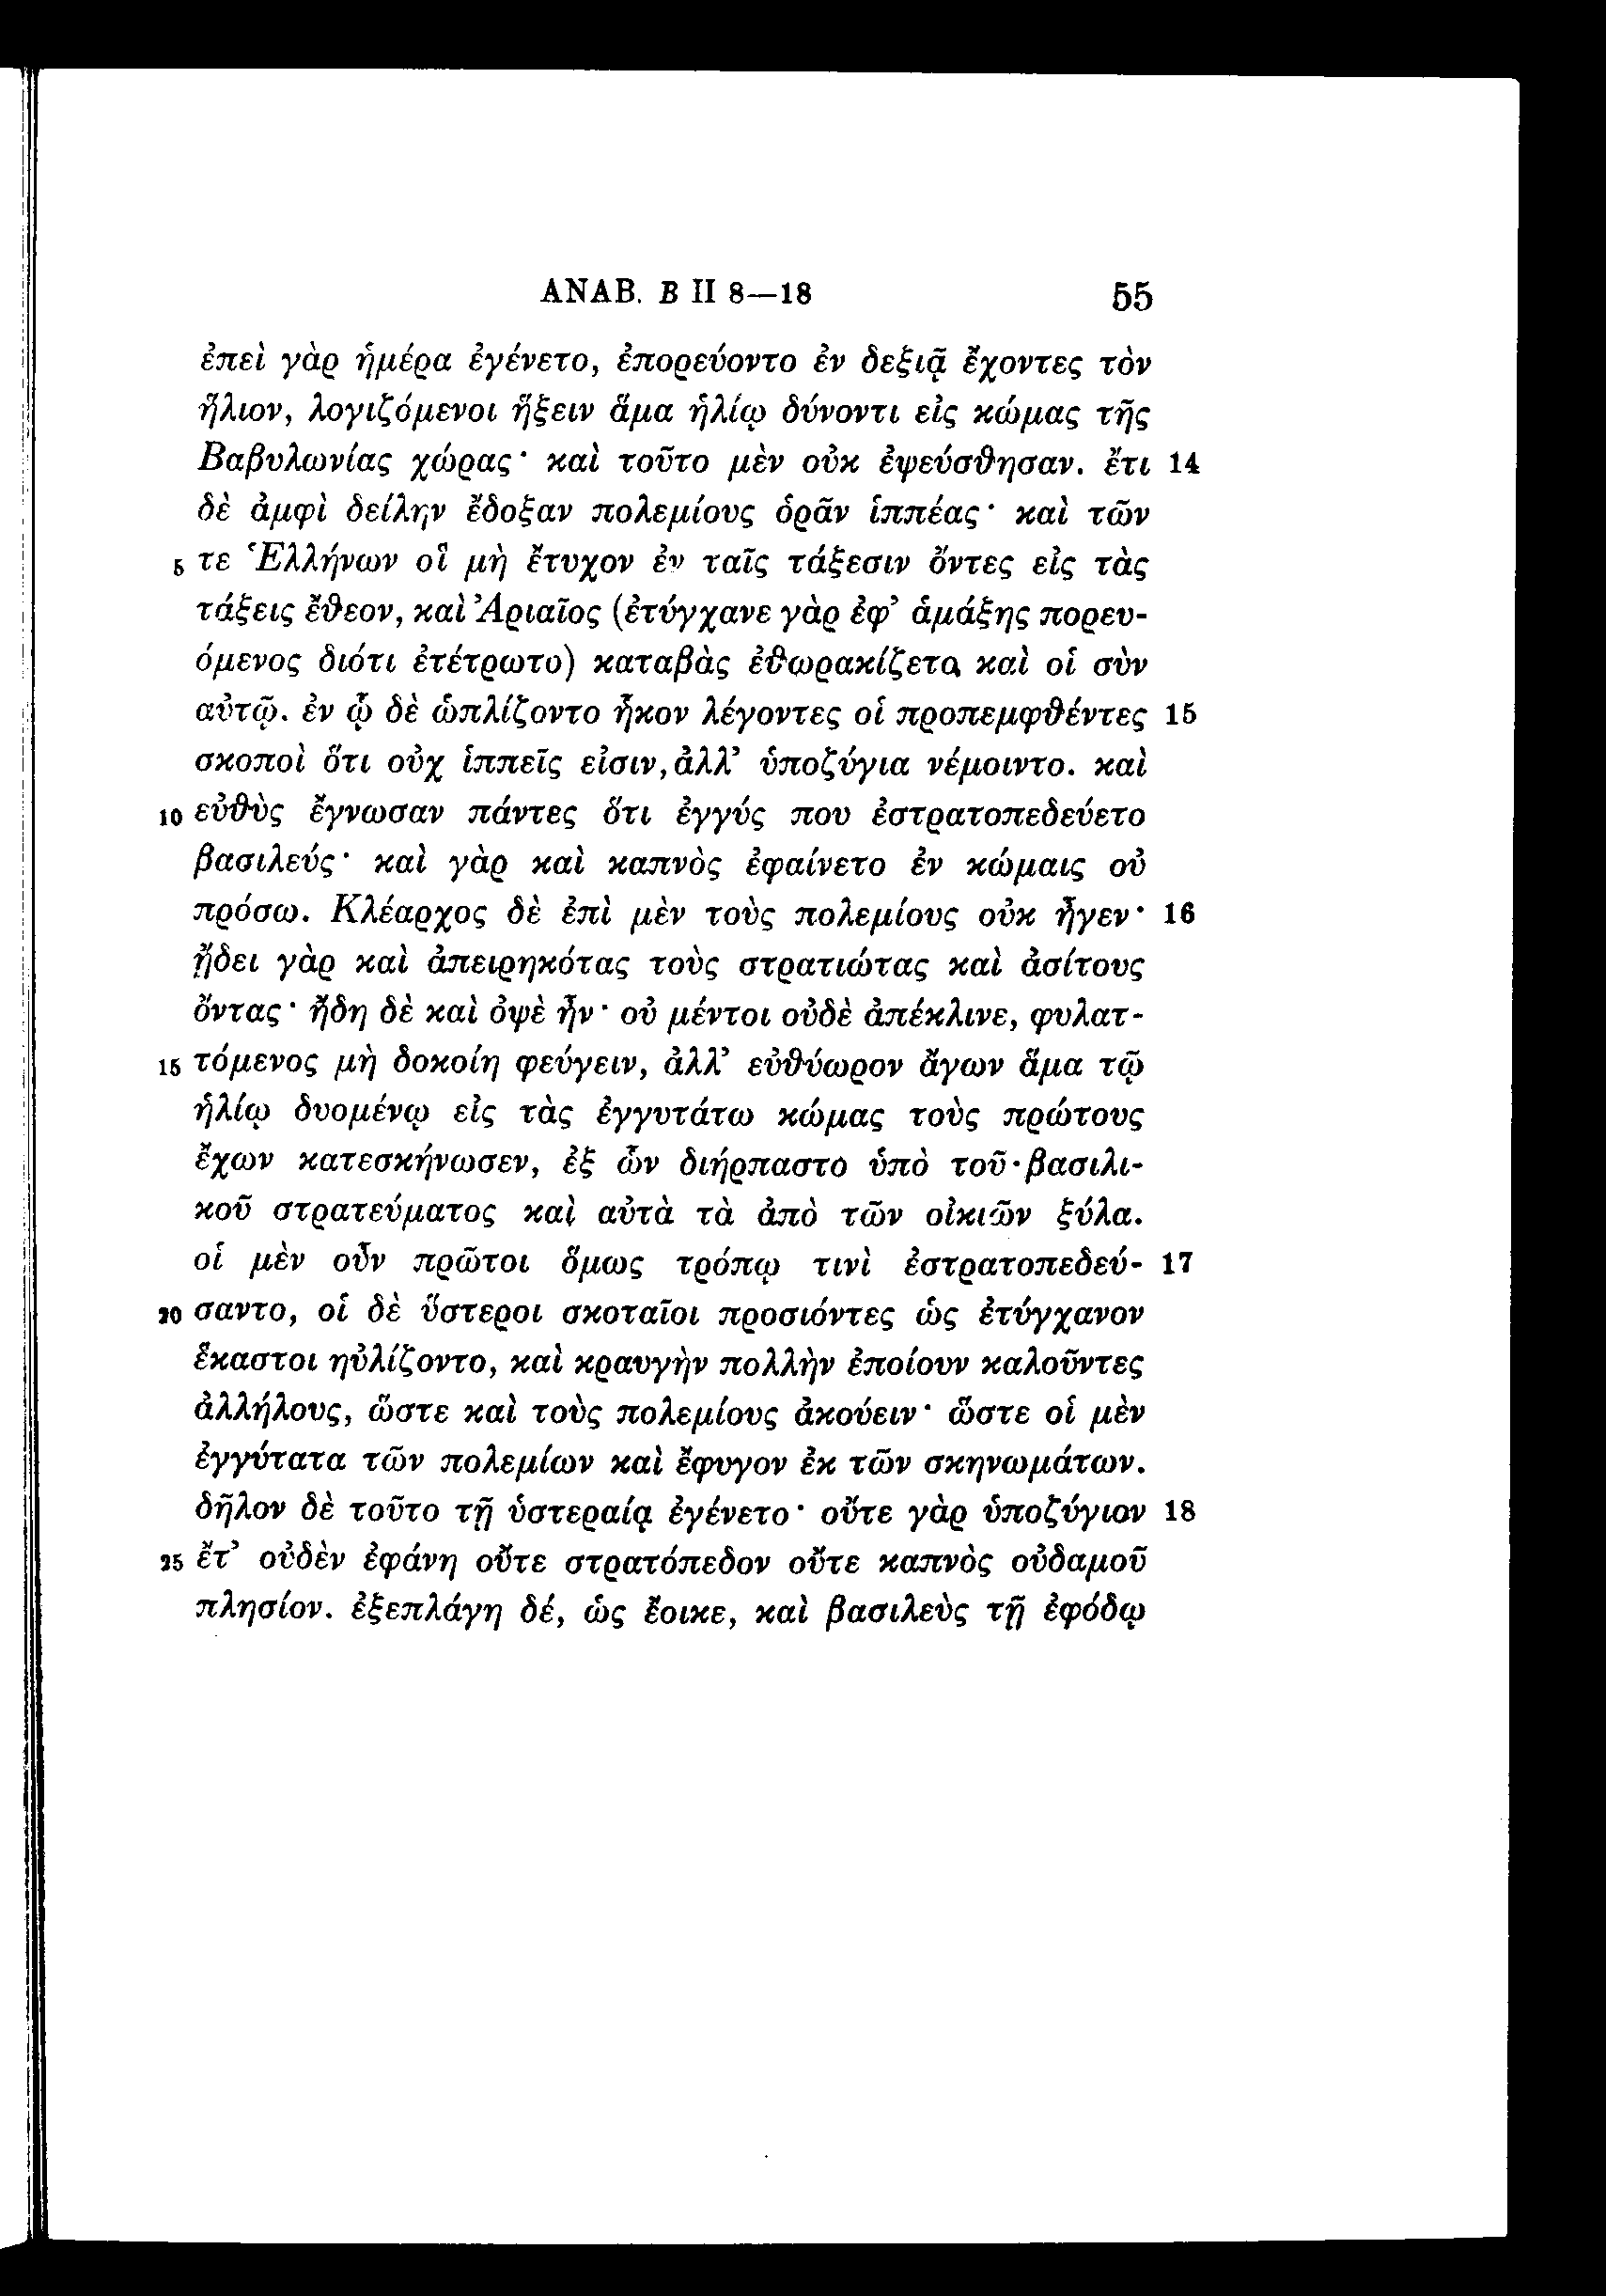 ΑΝΑΒ. Β II 8—18 55
ἐπεὶ γὰρ ἡμέρα ἐγένετο, ἐπορεύοντο ἐν δεξιᾷ ἔχοντες τὸν
ἥλιον, λογιζόμενοι ἥξειν ἅμα ἡλίῳ δύνοντι εἰς κώμας τῆς
Βαβυλωνίας χώρας· καὶ τοῦτο μὲν οὐκ ἐψεύσθησαν. ἔτι 14
δὲ ἀμφὶ δείλην ἔδοξαν πολεμίους ὁρᾶν ἱππέας· καὶ τῶν
5 τε Ἑλλήνων οἳ μὴ ἔτυχον ἐν ταῖς τάξεσιν ὄντες εἰς τὰς
τάξεις ἔθεον, καὶ Ἀριαῖος (ἐτύγχανε γὰρ ἐφ’ ἁμάξης πορευ-
όμενος διότι ἐτέτρωτο) καταβὰς ἐθωρακίζετο καὶ οἱ σὺν
αὐτῷ. ἐν ᾧ δὲ ὡπλίζοντο ἧκον λέγοντες οἱ προπεμφθέντες 15
σκοποὶ ὅτι οὐχ ἱππεῖς εἰσιν, ἀλλ’ ὑποζύγια νέμοιντο. καὶ
10 εὐθὺς ἔγνωσαν πάντες ὅτι ἐγγύς που ἐστρατοπεδεύετο
βασιλεύς· καὶ γὰρ καὶ καπνὸς ἐφαίνετο ἐν κώμαις οὐ
πρόσω. Κλέαρχος δὲ ἐπὶ μὲν τοὺς πολεμίους οὐκ ἦγεν· 16
ᾔδει γὰρ καὶ ἀπειρηκότας τοὺς στρατιώτας καὶ ἀσίτους
ὄντας· ἤδη δὲ καὶ ὀψὲ ἦν· οὐ μέντοι οὐδὲ ἀπέκλινε, φυλατ-
15 τόμενος μὴ δοκοίη φεύγειν, ἀλλ’ εὐθύωρον ἄγων ἅμα τῷ
ἡλίῳ δυομένῳ εἰς τὰς ἐγγυτάτω κώμας τοὺς πρώτους
ἔχων κατεσκήνωσεν, ἐξ ὧν διήρπαστο ὑπὸ τοῦ βασιλι-
κοῦ στρατεύματος καὶ αὐτὰ τὰ ἀπὸ τῶν οἰκιῶν ξύλα.
οἱ μὲν οὖν πρῶτοι ὅμως τρόπῳ τινὶ ἐστρατοπεδεύ- 17
20 σαντο, οἱ δὲ ὕστεροι σκοταῖοι προσιόντες ὡς ἐτύγχανον
ἕκαστοι ηὐλίζοντο, καὶ κραυγὴν πολλὴν ἐποίουν καλοῦντες
ἀλλήλους, ὥστε καὶ τοὺς πολεμίους ἀκούειν· ὥστε οἱ μὲν
ἐγγύτατα τῶν πολεμίων καὶ ἔφυγον ἐκ τῶν σκηνωμάτων.
δῆλον δὲ τοῦτο τῇ ὑστεραίᾳ ἐγένετο· οὔτε γὰρ ὑποζύγιον 18
25 ἔτ’ οὐδὲν ἐφάνη οὔτε στρατόπεδον οὔτε καπνὸς οὐδαμοῦ
πλησίον. ἐξεπλάγη δέ, ὡς ἔοικε, καὶ βασιλεὺς τῇ ἐφόδῳ